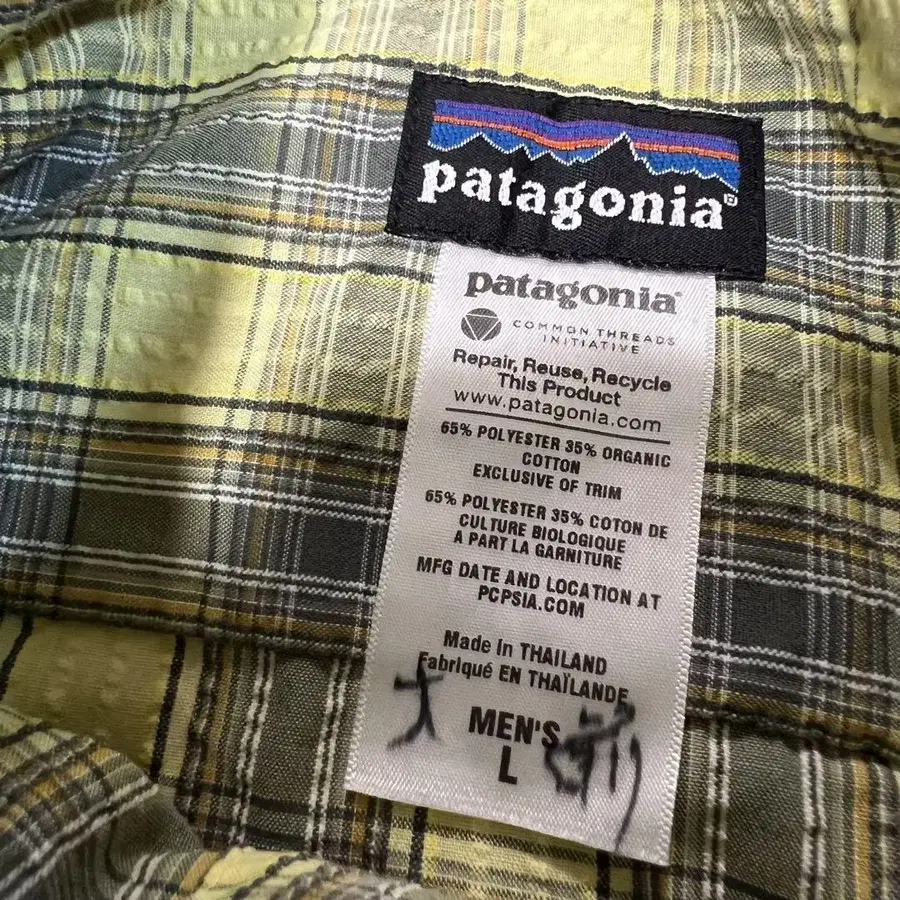 patagonia®
patagonia®
COMMON THREADS
INITIATIVE
Repair, Reuse, Recycle
This Product
www.patagonia.com
65% POLYESTER 35% ORGANIC
COTTON
EXCLUSIVE OF TRIM
65% POLYESTER 35% COTON DE
CULTURE BIOLOGIQUE
A PART LA GARNITURE
MFG DATE AND LOCATION AT
PCPSIA.COM
Made in THAILAND
Fabriqué EN THAÏLANDE
MEN'S
L